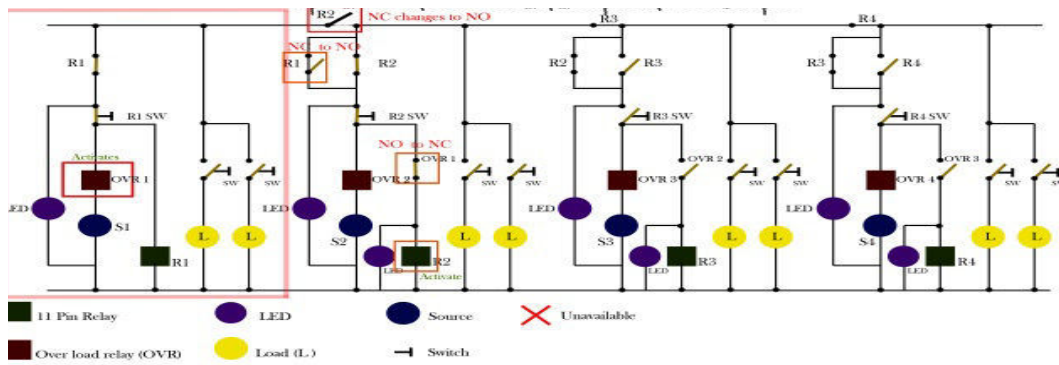 R2 NC changes to NO R3 R4
NC to NO
R1 R1 R2 R2 R3 R3 R4
R1 SW R2 SW R3 SW R4 SW
NO to NC
Activates OVR 1 OVR 2 OVR 3
OVR 1 SW SW OVR 2 SW SW OVR 3 SW SW OVR 4 SW SW
LED LED LED LED
S1 S2 S3 S4
L L L L L L L L
R1 LED R2 LED R3 LED R4
Activate
11 Pin Relay LED Source Unavailable
Over load relay (OVR) Load ( L ) Switch